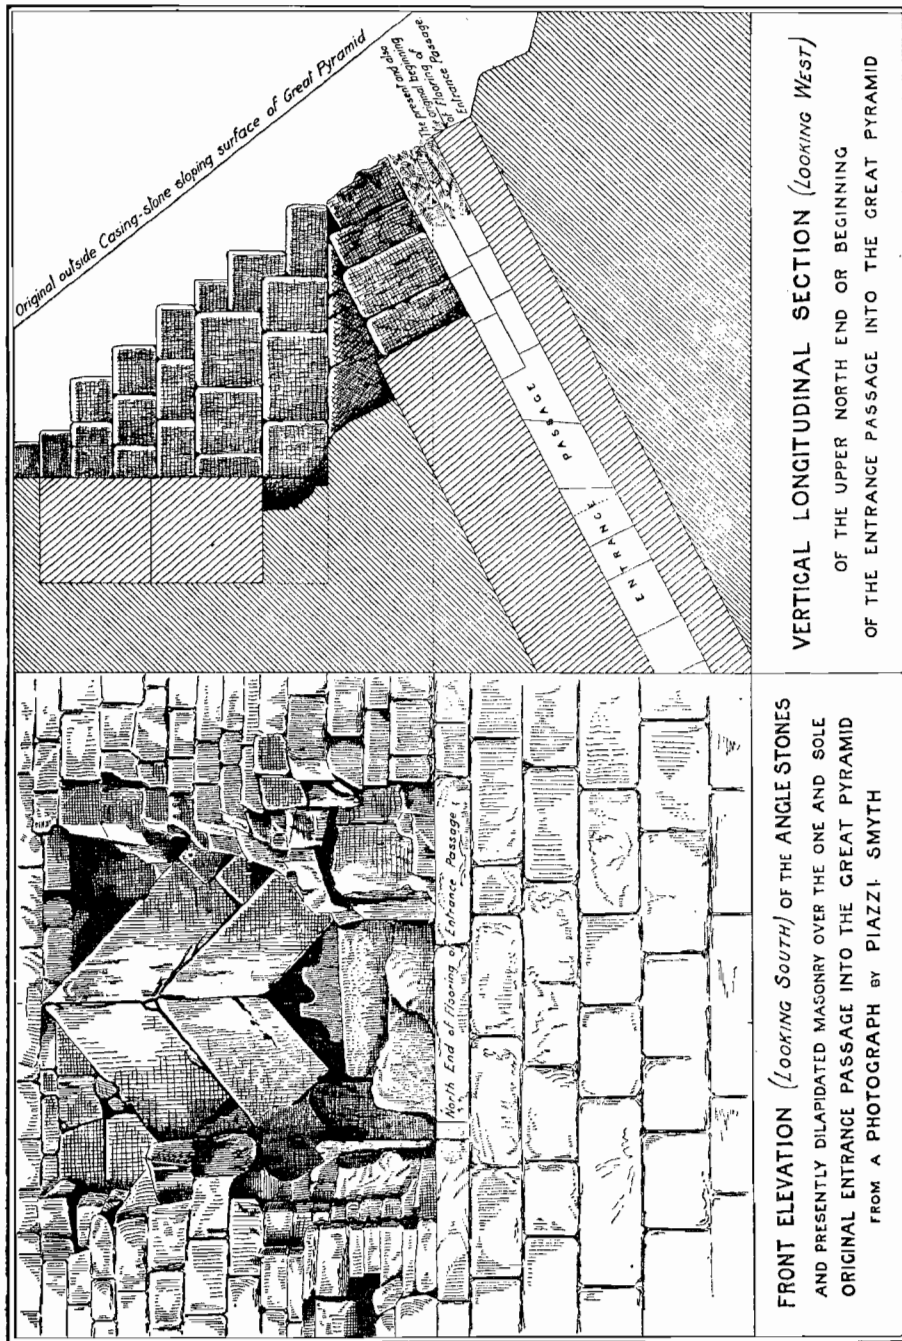 Original outside Casing-stone sloping surface of Great Pyramid
The present and also
the original beginning
of Flooring of
Entrance Passage
ENTRANCE PASSAGE
North End of flooring of Entrance Passage
FRONT ELEVATION (LOOKING SOUTH) OF THE ANGLE STONES
AND PRESENTLY DILAPIDATED MASONRY OVER THE ONE AND SOLE
ORIGINAL ENTRANCE PASSAGE INTO THE GREAT PYRAMID
FROM A PHOTOGRAPH BY PIAZZI SMYTH
VERTICAL LONGITUDINAL SECTION (LOOKING WEST)
OF THE UPPER NORTH END OR BEGINNING
OF THE ENTRANCE PASSAGE INTO THE GREAT PYRAMID